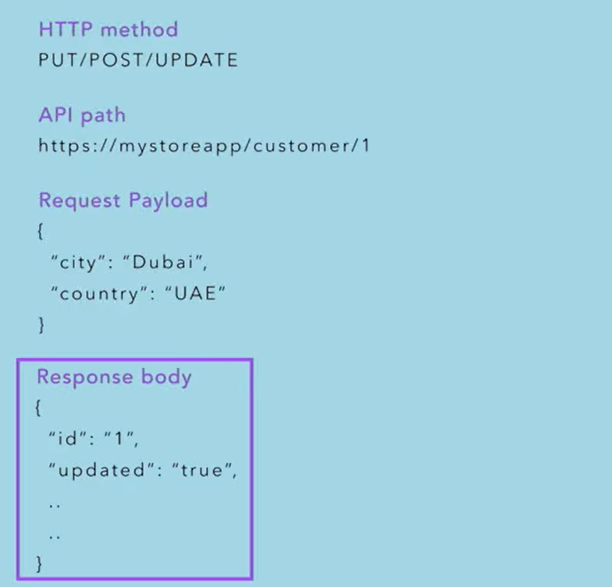 HTTP method
PUT/POST/UPDATE
API path
https://mystoreapp/customer/1
Request Payload
{
“city”: “Dubai”,
“country”: “UAE”
}
Response body
{
“id”: “1”,
“updated”: “true”,
..
..
}